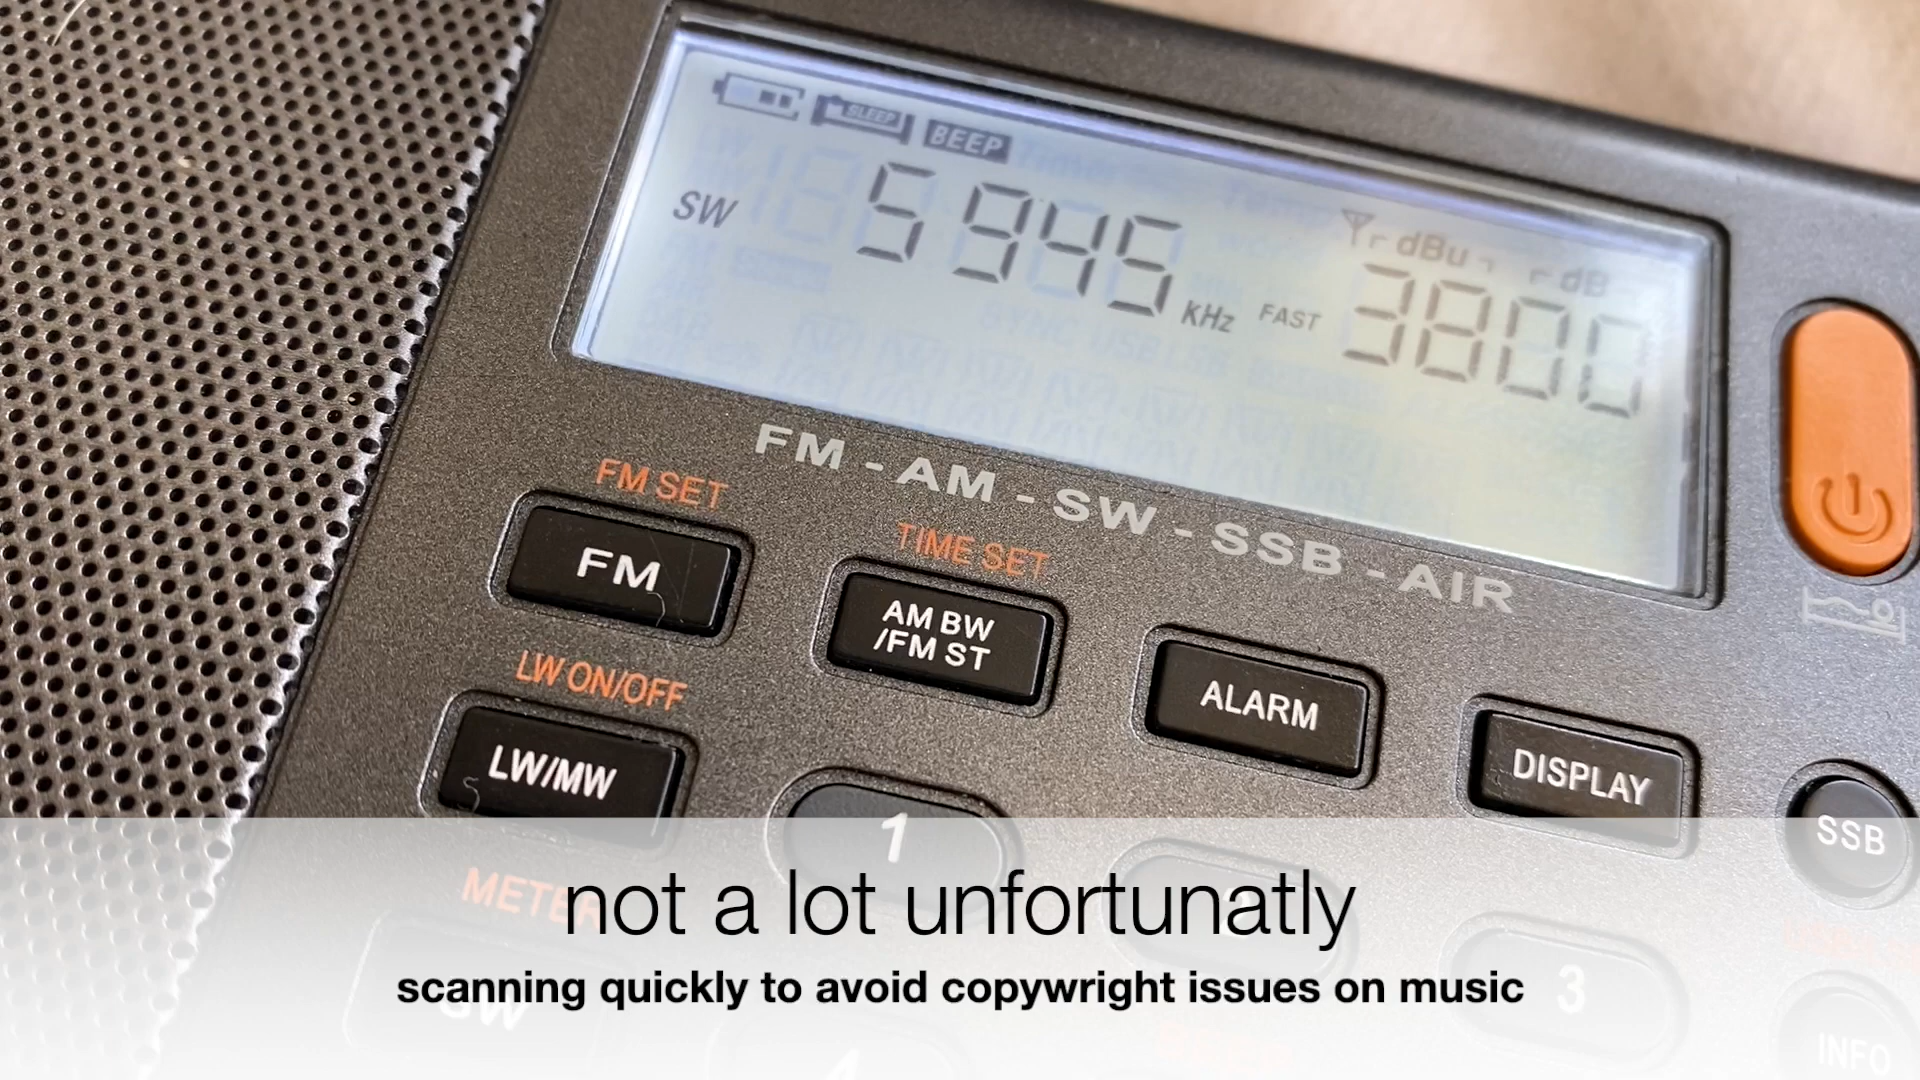 SLEEP BEEP
SW 5945 kHz FAST dBu dB 3800
FM - AM - SW - SSB - AIR
FM SET
FM
TIME SET
AM BW
/FM ST
ALARM
DISPLAY
SSB
LW ON/OFF
LW/MW
1
METER
SW
3
INFO
4
not a lot unfortunatly
scanning quickly to avoid copywright issues on music